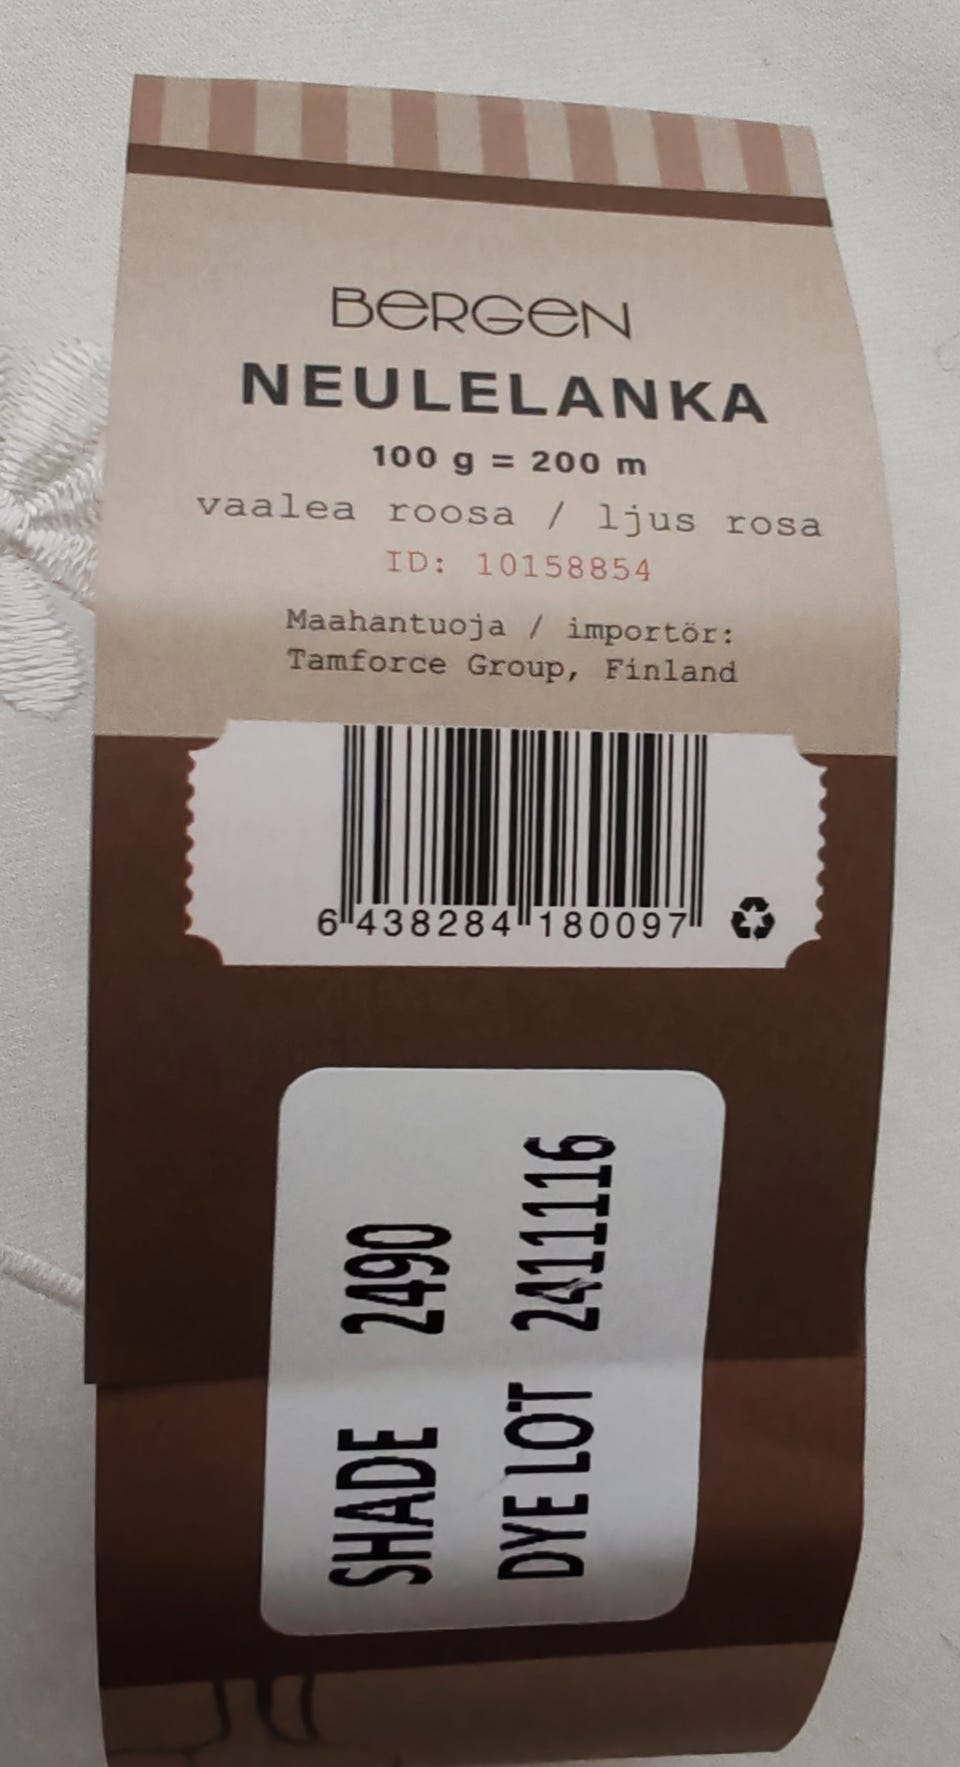 BERGEN
NEULELANKA
100 g = 200 m
vaalea roosa / ljus rosa
ID: 10158854
Maahantuoja / importör:
Tamforce Group, Finland
6 438284 180097
SHADE 2490
DYE LOT 2411116